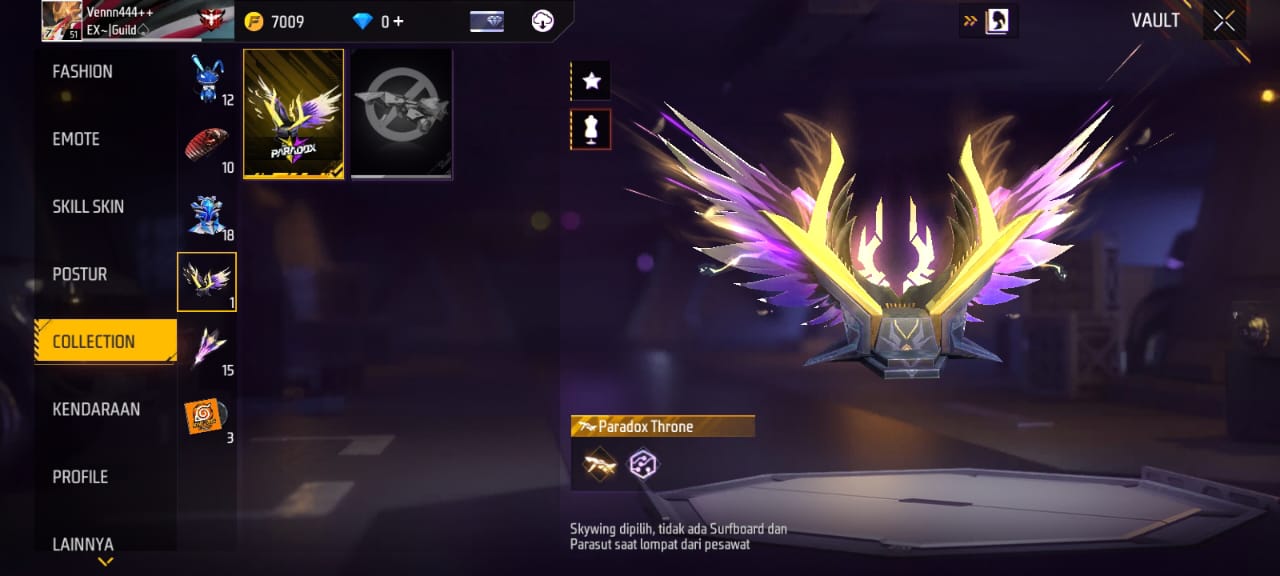 Vennn444++
EX~|Guild♤
51
7009
0+
VAULT
FASHION
12
EMOTE
10
SKILL SKIN
18
POSTUR
1
COLLECTION
15
KENDARAAN
3
PROFILE
LAINNYA
PARADOX
Paradox Throne
Skywing dipilih, tidak ada Surfboard dan
Parasut saat lompat dari pesawat